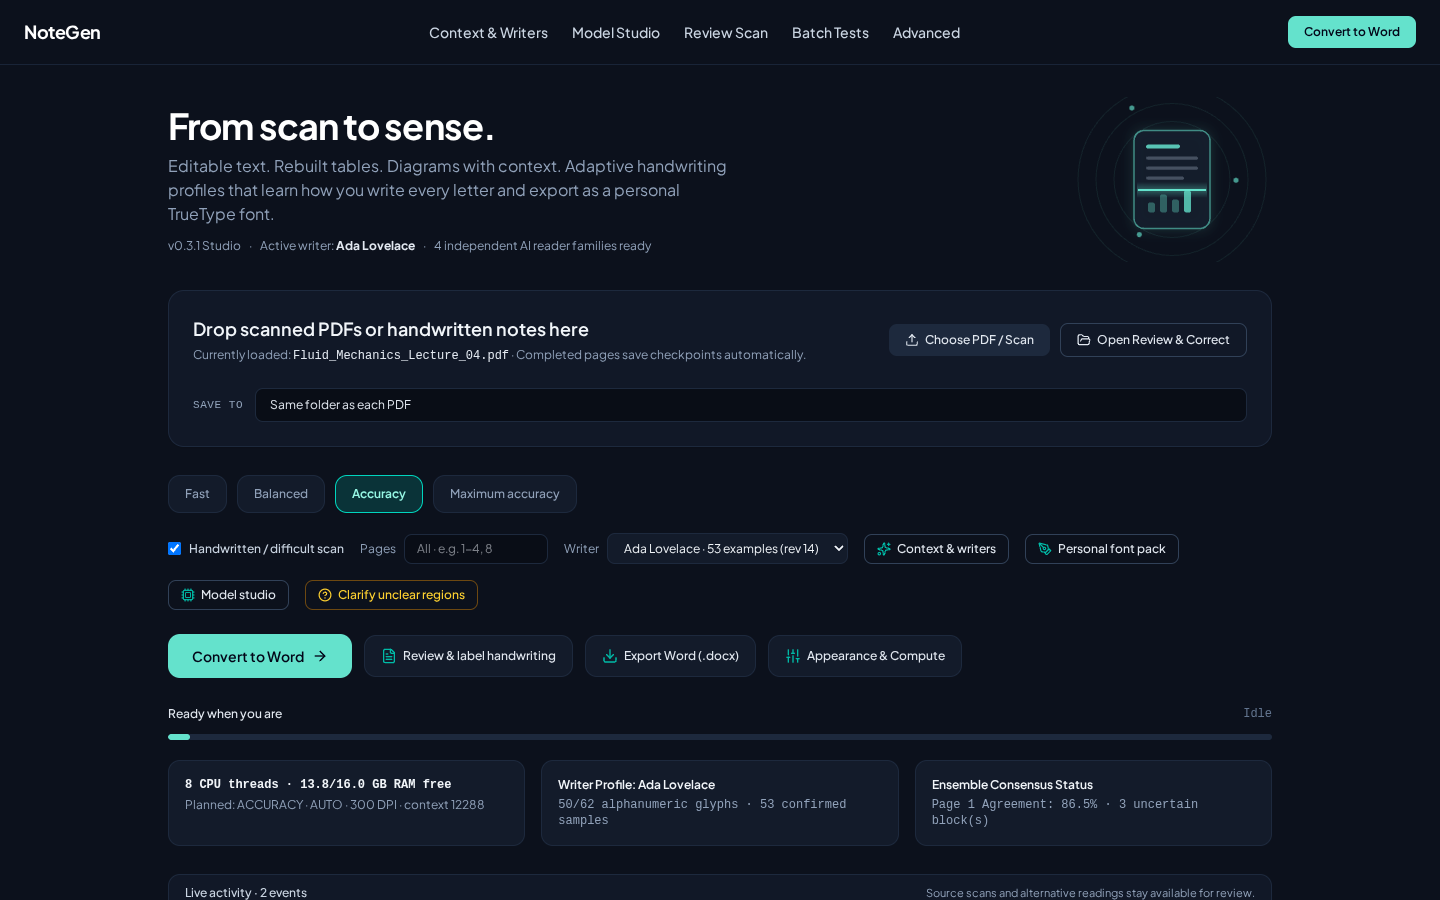 NoteGen
Context & Writers
Model Studio
Review Scan
Batch Tests
Advanced
Convert to Word
From scan to sense.
Editable text. Rebuilt tables. Diagrams with context. Adaptive handwriting
profiles that learn how you write every letter and export as a personal
TrueType font.
v0.3.1 Studio · Active writer: Ada Lovelace · 4 independent AI reader families ready
Drop scanned PDFs or handwritten notes here
Currently loaded: Fluid_Mechanics_Lecture_04.pdf · Completed pages save checkpoints automatically.
Choose PDF / Scan
Open Review & Correct
SAVE TO
Same folder as each PDF
Fast
Balanced
Accuracy
Maximum accuracy
Handwritten / difficult scan
Pages
All · e.g. 1–4, 8
Writer
Ada Lovelace · 53 examples (rev 14)
Context & writers
Personal font pack
Model studio
Clarify unclear regions
Convert to Word
Review & label handwriting
Export Word (.docx)
Appearance & Compute
Ready when you are
Idle
8 CPU threads · 13.8/16.0 GB RAM free
Planned: ACCURACY · AUTO · 300 DPI · context 12288
Writer Profile: Ada Lovelace
50/62 alphanumeric glyphs · 53 confirmed
samples
Ensemble Consensus Status
Page 1 Agreement: 86.5% · 3 uncertain
block(s)
Live activity · 2 events
Source scans and alternative readings stay available for review.